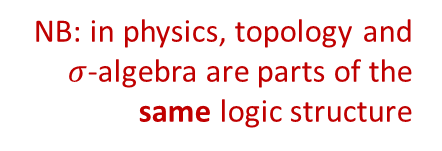 NB: in physics, topology and
𝜎-algebra are parts of the
same logic structure